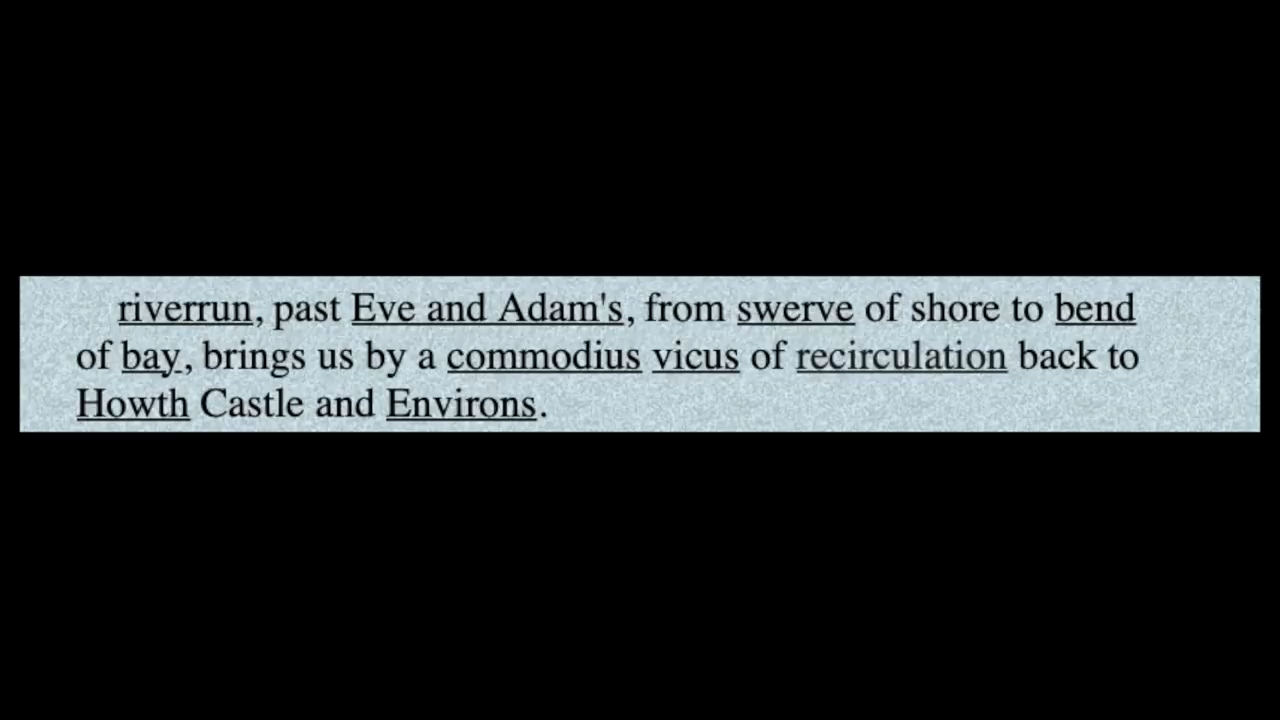 riverrun, past Eve and Adam's, from swerve of shore to bend
of bay, brings us by a commodius vicus of recirculation back to
Howth Castle and Environs.